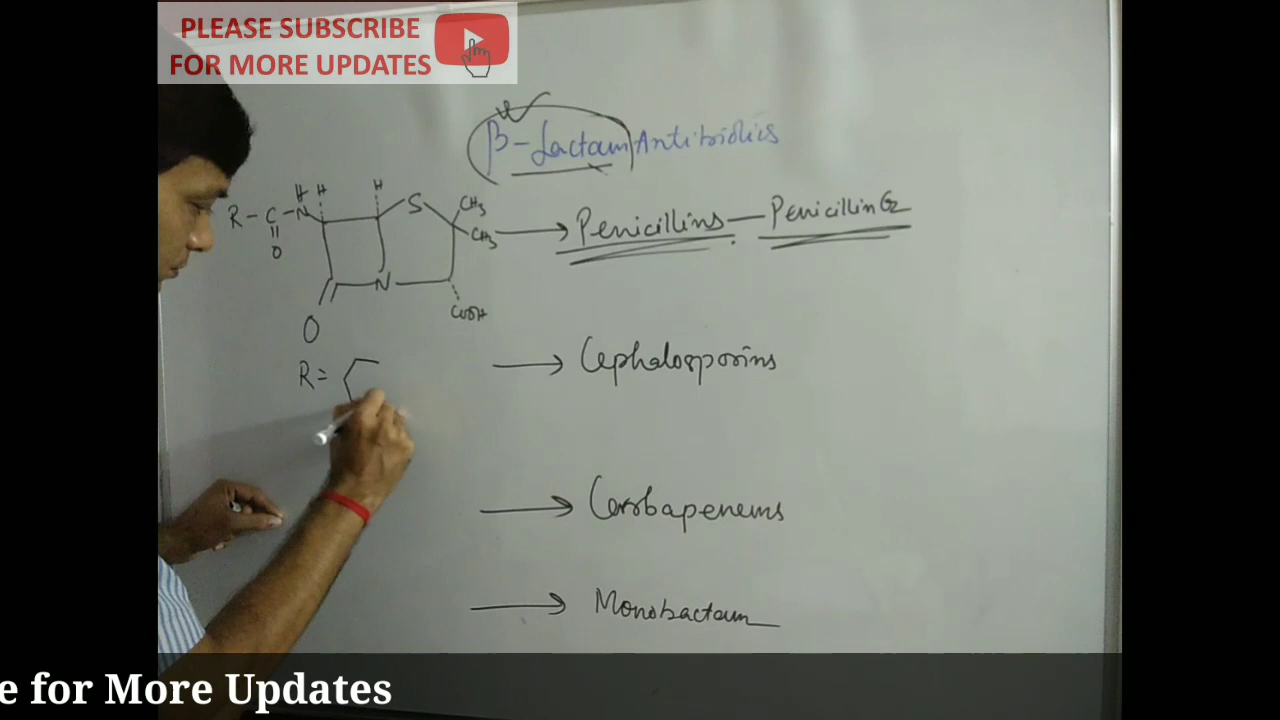 PLEASE SUBSCRIBE
FOR MORE UPDATES
β-Lactam Antibiotics
R-C-N H H H S CH3
O CH3
N
O COOH
→ Penicillins — Penicillin G
R=
→ Cephalosporins
→ Carbapenems
→ Monobactam
e for More Updates